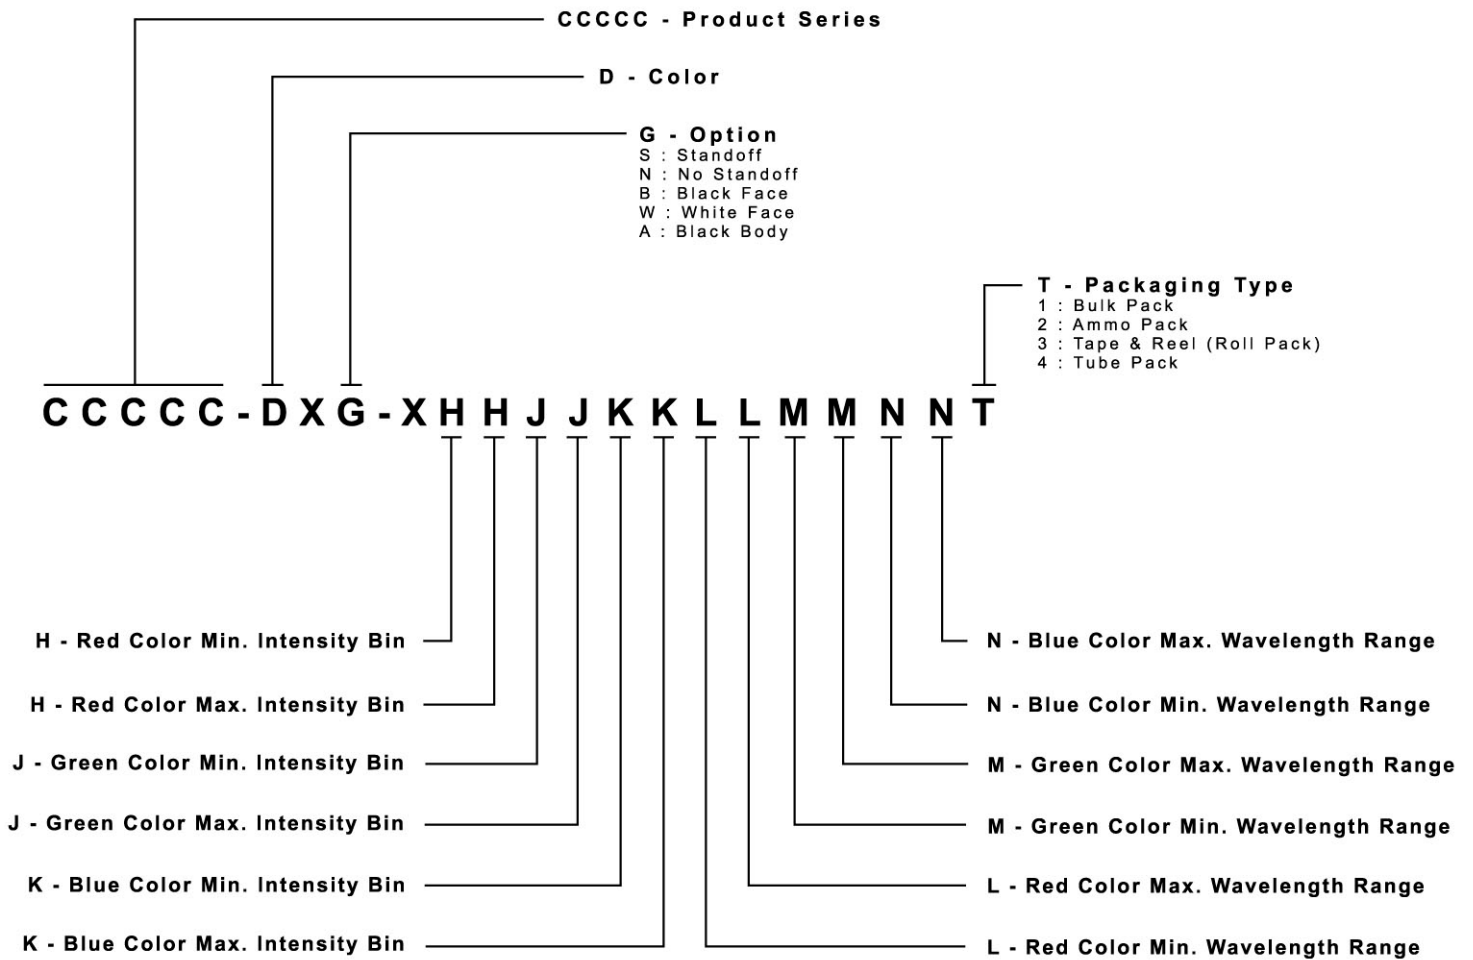 CCCCC - Product Series
D - Color
G - Option
S : Standoff
N : No Standoff
B : Black Face
W : White Face
A : Black Body
T - Packaging Type
1 : Bulk Pack
2 : Ammo Pack
3 : Tape & Reel (Roll Pack)
4 : Tube Pack
C C C C C - D X G - X H H J J K K L L M M N N T
H - Red Color Min. Intensity Bin
N - Blue Color Max. Wavelength Range
H - Red Color Max. Intensity Bin
N - Blue Color Min. Wavelength Range
J - Green Color Min. Intensity Bin
M - Green Color Max. Wavelength Range
J - Green Color Max. Intensity Bin
M - Green Color Min. Wavelength Range
K - Blue Color Min. Intensity Bin
L - Red Color Max. Wavelength Range
K - Blue Color Max. Intensity Bin
L - Red Color Min. Wavelength Range